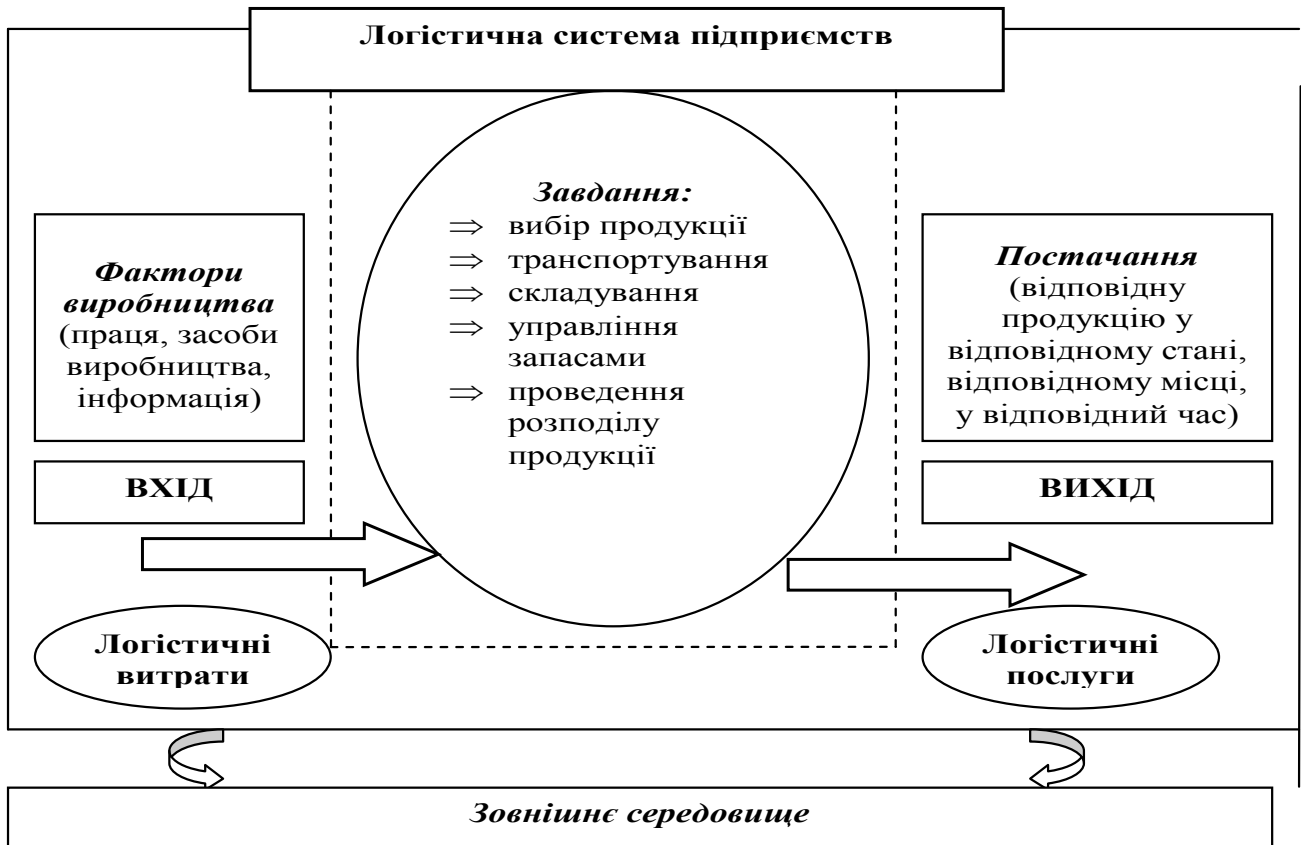 Логістична система підприємств
Завдання:
⇒ вибір продукції
⇒ транспортування
⇒ складування
⇒ управління
запасами
⇒ проведення
розподілу
продукції
Фактори
виробництва
(праця, засоби
виробництва,
інформація)
Постачання
(відповідну
продукцію у
відповідному стані,
відповідному місці,
у відповідний час)
ВХІД
ВИХІД
Логістичні
витрати
Логістичні
послуги
Зовнішнє середовище